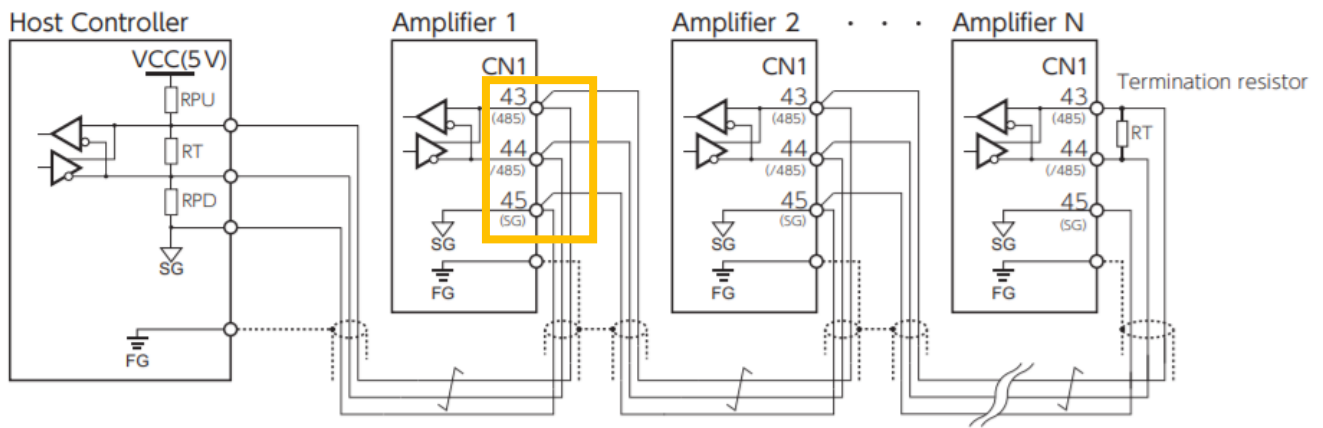 Host Controller
VCC(5V)
RPU
RT
RPD
SG
FG
Amplifier 1
CN1
43
(485)
44
(/485)
45
(SG)
SG
FG
Amplifier 2
CN1
43
(485)
44
(/485)
45
(SG)
SG
FG
· · ·
Amplifier N
CN1
43
(485)
44
(/485)
45
(SG)
SG
FG
Termination resistor
RT